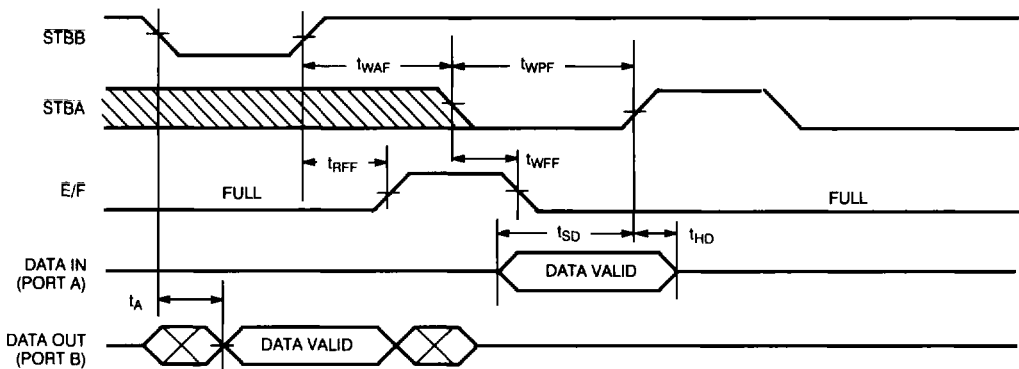 STBB
tWAF
tWPF
STBA
tRFF
tWFF
E/F
FULL
FULL
tSD
tHD
DATA IN
(PORT A)
DATA VALID
tA
DATA OUT
(PORT B)
DATA VALID